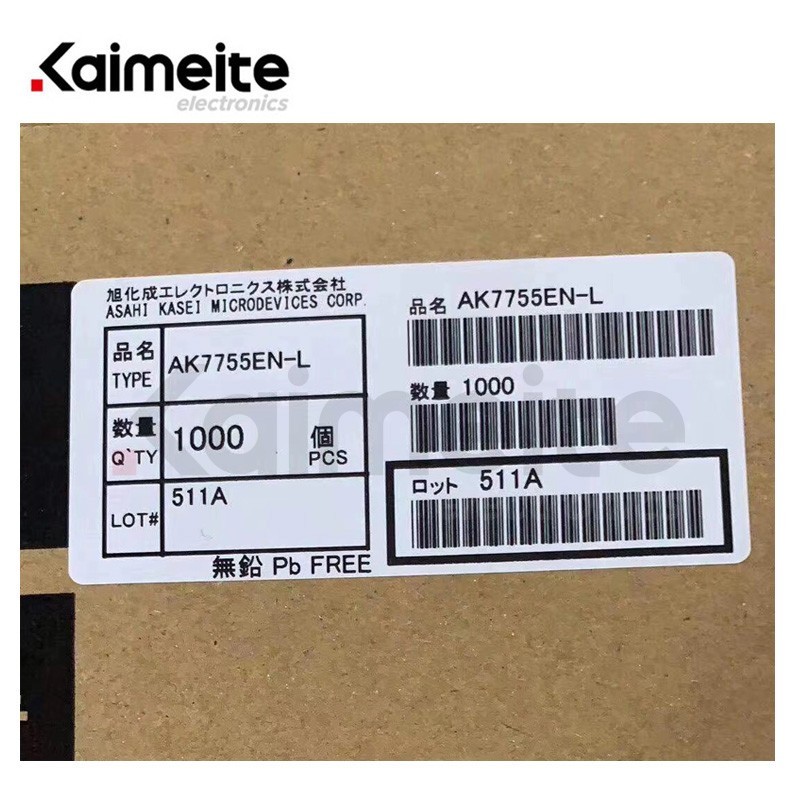 Kaimeite
electronics
旭化成エレクトロニクス株式会社
ASAHI KASEI MICRODEVICES CORP.
品名
TYPE
AK7755EN-L
数量
Q`TY
1000 個
PCS
LOT#
511A
無鉛 Pb FREE
品名 AK7755EN-L
数量 1000
ロット 511A
Kaimeite